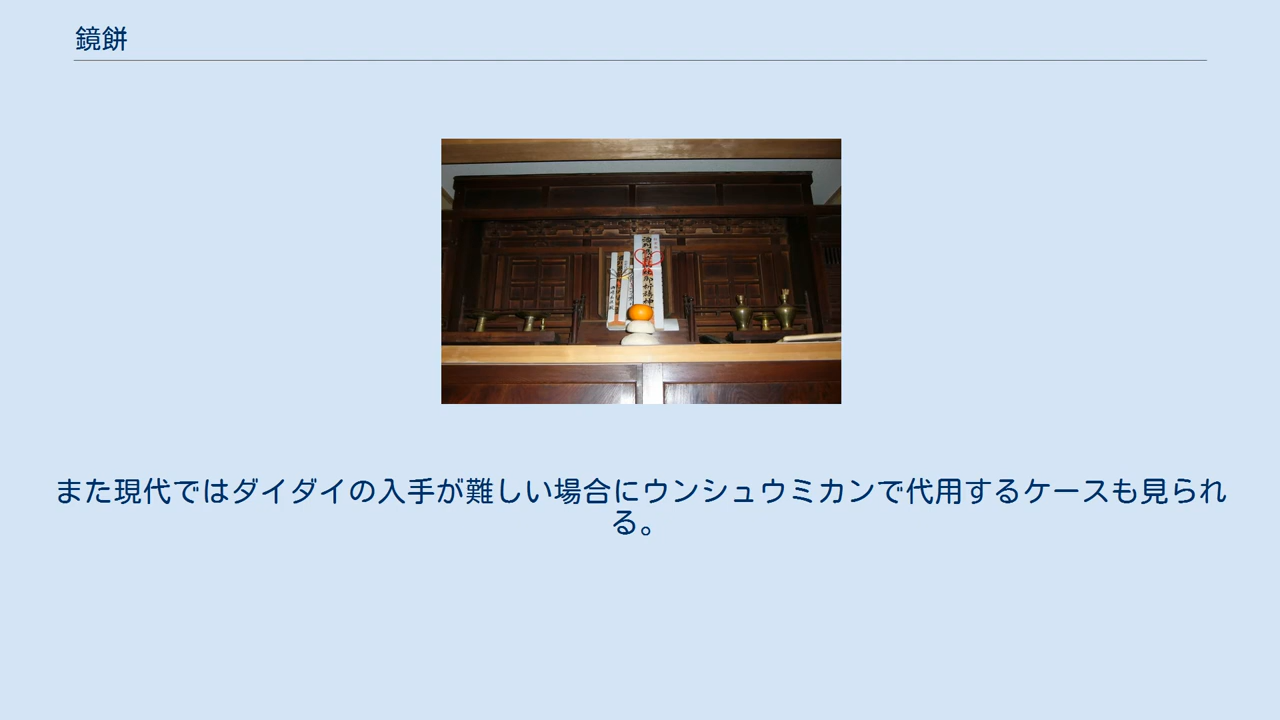 鏡餅
また現代ではダイダイの入手が難しい場合にウンシュウミカンで代用するケースも見られ
る。